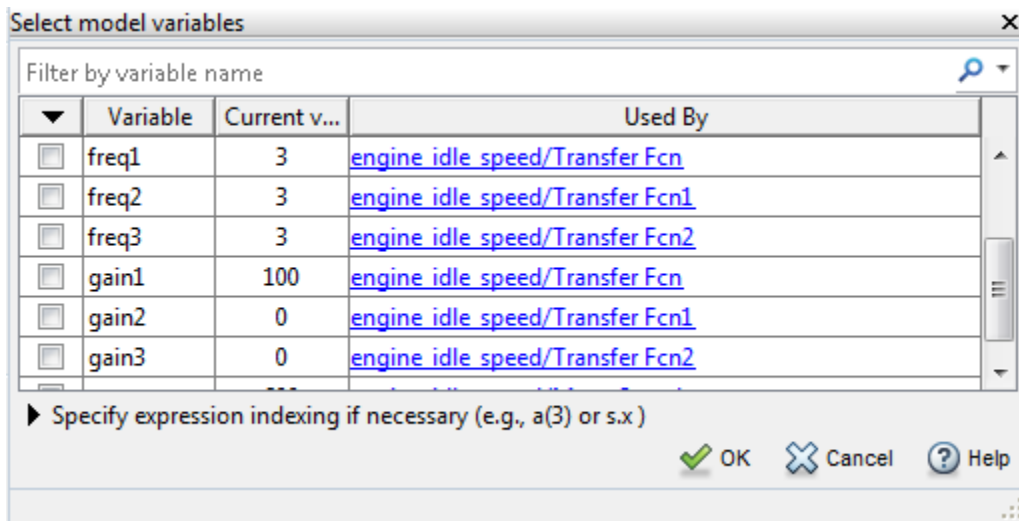 Select model variables
Filter by variable name
Variable Current v... Used By
freq1 3 engine_idle_speed/Transfer Fcn
freq2 3 engine_idle_speed/Transfer Fcn1
freq3 3 engine_idle_speed/Transfer Fcn2
gain1 100 engine_idle_speed/Transfer Fcn
gain2 0 engine_idle_speed/Transfer Fcn1
gain3 0 engine_idle_speed/Transfer Fcn2
Specify expression indexing if necessary (e.g., a(3) or s.x )
OK Cancel Help